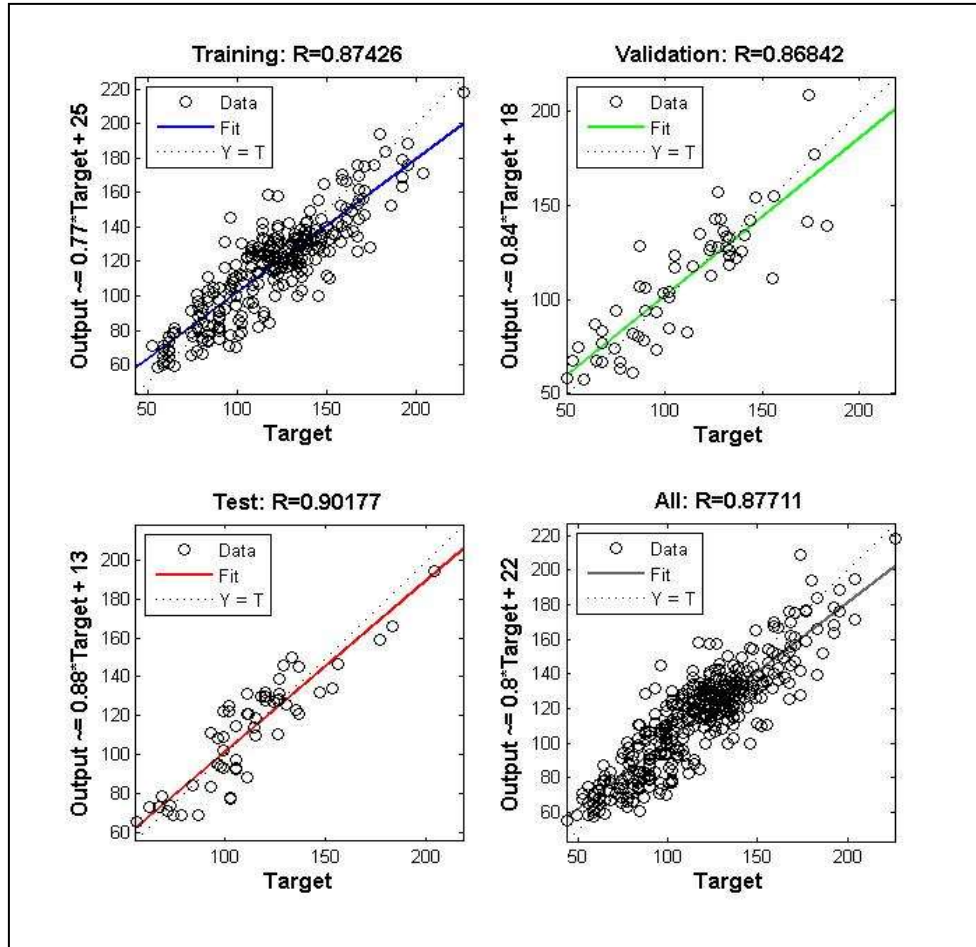 Training: R=0.87426
Output ~= 0.77*Target + 25
Data
Fit
Y = T
220
200
180
160
140
120
100
80
60
50 100 150 200
Target
Validation: R=0.86842
Output ~= 0.84*Target + 18
Data
Fit
Y = T
200
150
100
50
50 100 150 200
Target
Test: R=0.90177
Output ~= 0.88*Target + 13
Data
Fit
Y = T
200
180
160
140
120
100
80
60
100 150 200
Target
All: R=0.87711
Output ~= 0.8*Target + 22
Data
Fit
Y = T
220
200
180
160
140
120
100
80
60
50 100 150 200
Target